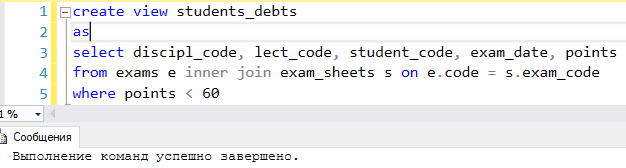 1 create view students_debts
2 as
3 select discipl_code, lect_code, student_code, exam_date, points
4 from exams e inner join exam_sheets s on e.code = s.exam_code
5 where points < 60
1 %
Сообщения
Выполнение команд успешно завершено.